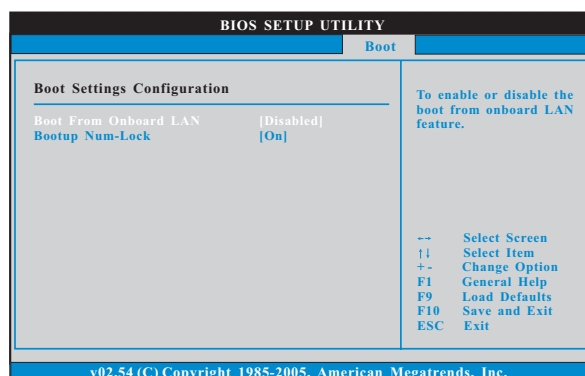 BIOS SETUP UTILITY
Boot
Boot Settings Configuration
Boot From Onboard LAN [Disabled]
Bootup Num-Lock [On]
To enable or disable the
boot from onboard LAN
feature.
←→ Select Screen
↑↓ Select Item
+ - Change Option
F1 General Help
F9 Load Defaults
F10 Save and Exit
ESC Exit
v02.54 (C) Copyright 1985-2005, American Megatrends, Inc.